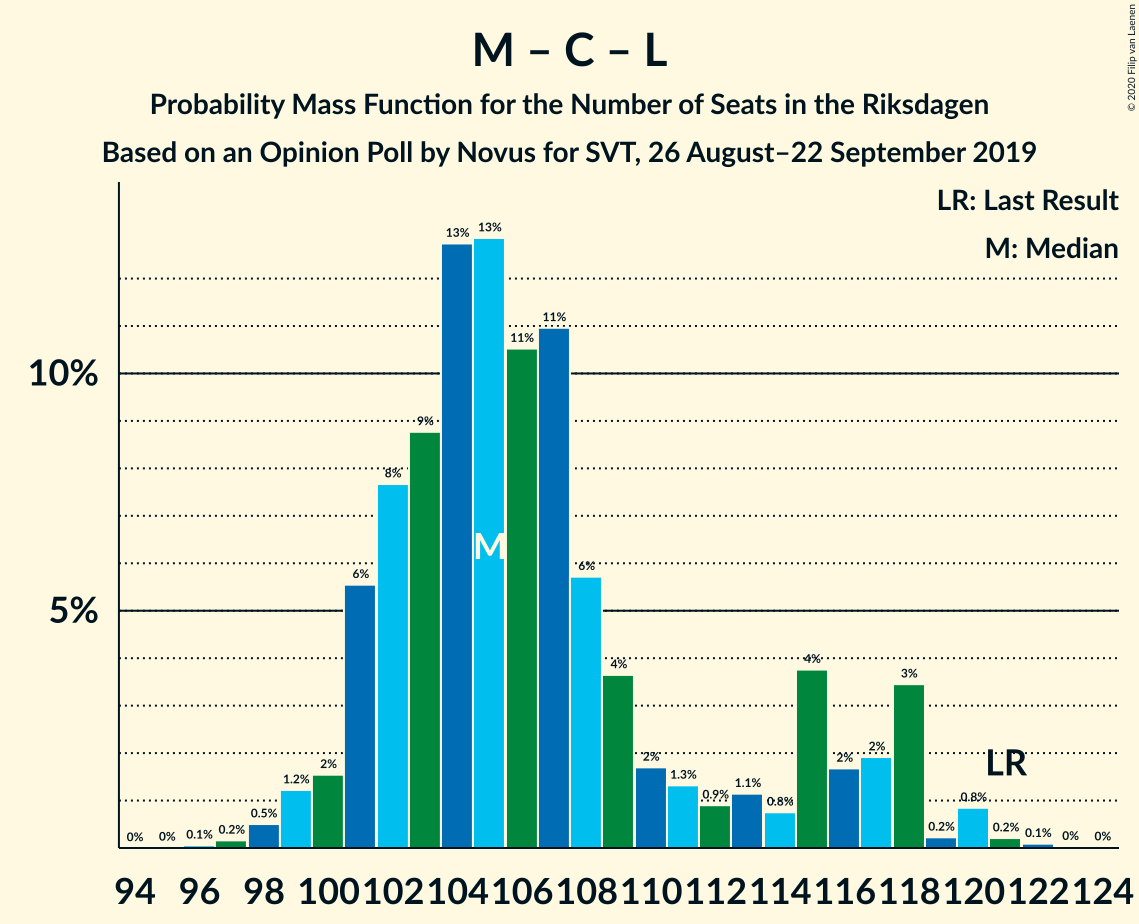 M – C – L
Probability Mass Function for the Number of Seats in the Riksdagen
Based on an Opinion Poll by Novus for SVT, 26 August–22 September 2019
© 2020 Filip van Laenen
LR: Last Result
M: Median
10%
5%
0% 0% 0.1% 0.2% 0.5% 1.2% 2% 6% 8% 9% 13% 13% 11% 11% 6% 4% 2% 1.3% 0.9% 1.1% 0.8% 4% 2% 2% 3% 0.2% 0.8% 0.2% 0.1% 0% 0%
M
LR
94 96 98 100 102 104 106 108 110 112 114 116 118 120 122 124